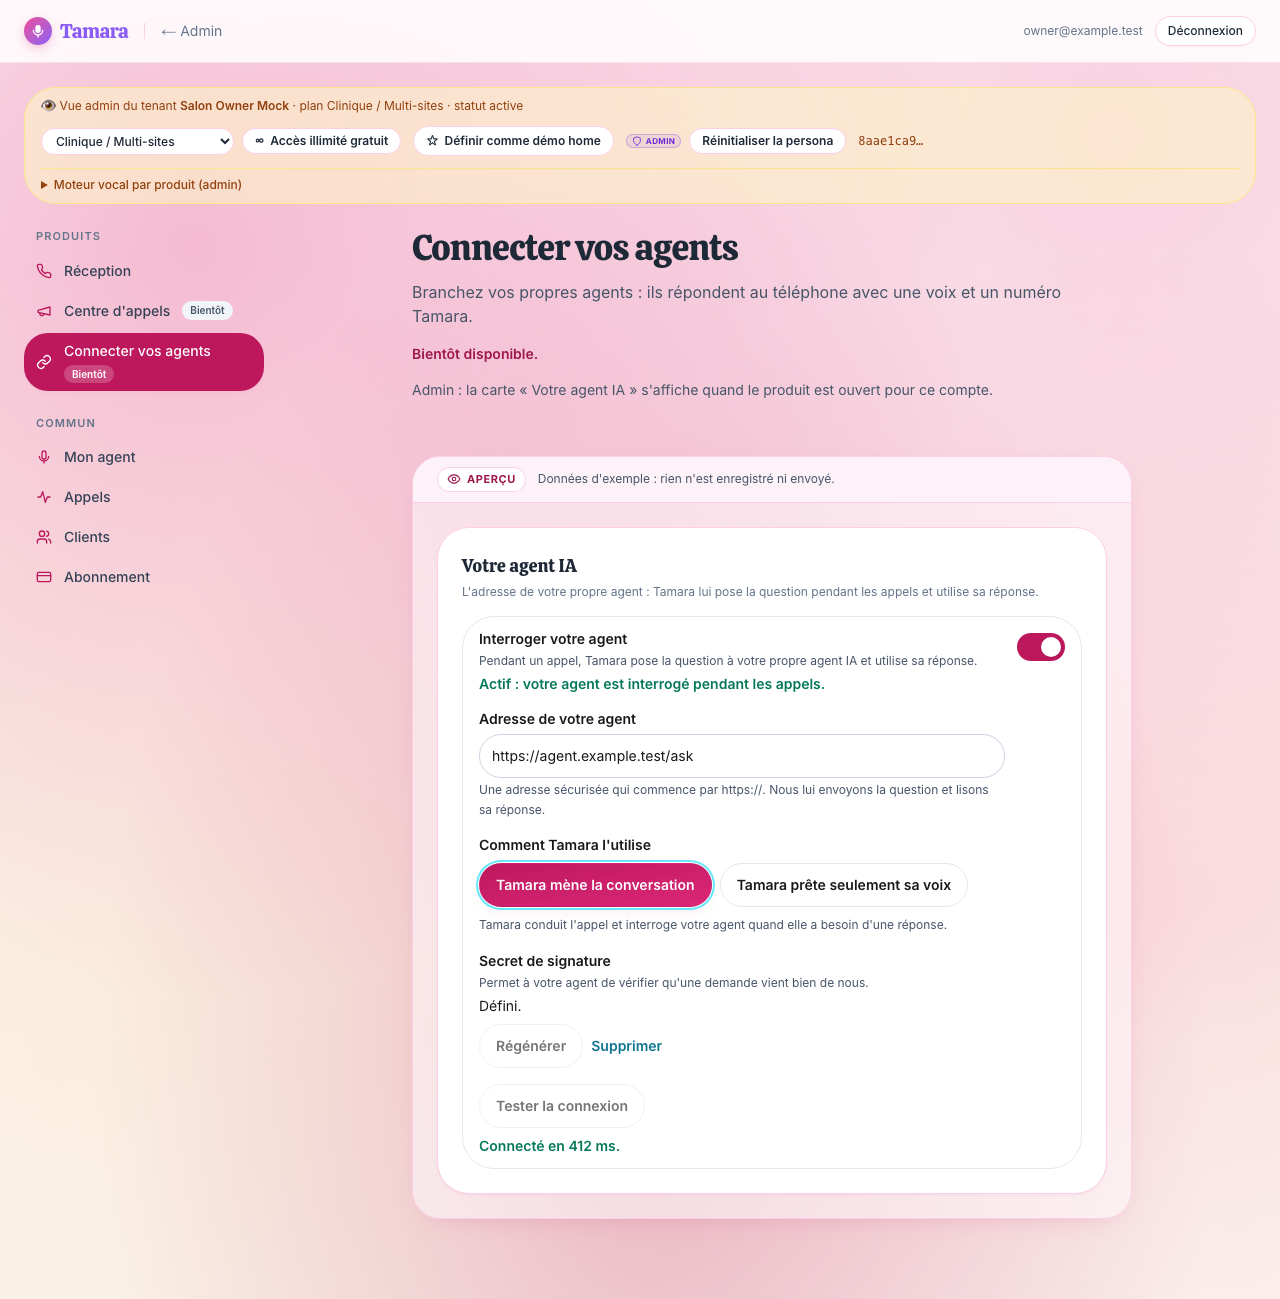 Tamara
← Admin
owner@example.test
Déconnexion
Vue admin du tenant Salon Owner Mock · plan Clinique / Multi-sites · statut active
Clinique / Multi-sites
∞ Accès illimité gratuit
☆ Définir comme démo home
ADMIN
Réinitialiser la persona
8aae1ca9…
▶ Moteur vocal par produit (admin)
PRODUITS
Réception
Centre d'appels
Bientôt
Connecter vos agents
Bientôt
COMMUN
Mon agent
Appels
Clients
Abonnement
Connecter vos agents
Branchez vos propres agents : ils répondent au téléphone avec une voix et un numéro
Tamara.
Bientôt disponible.
Admin : la carte « Votre agent IA » s'affiche quand le produit est ouvert pour ce compte.
APERÇU
Données d'exemple : rien n'est enregistré ni envoyé.
Votre agent IA
L'adresse de votre propre agent : Tamara lui pose la question pendant les appels et utilise sa réponse.
Interroger votre agent
Pendant un appel, Tamara pose la question à votre propre agent IA et utilise sa réponse.
Actif : votre agent est interrogé pendant les appels.
Adresse de votre agent
https://agent.example.test/ask
Une adresse sécurisée qui commence par https://. Nous lui envoyons la question et lisons
sa réponse.
Comment Tamara l'utilise
Tamara mène la conversation
Tamara prête seulement sa voix
Tamara conduit l'appel et interroge votre agent quand elle a besoin d'une réponse.
Secret de signature
Permet à votre agent de vérifier qu'une demande vient bien de nous.
Défini.
Régénérer
Supprimer
Tester la connexion
Connecté en 412 ms.